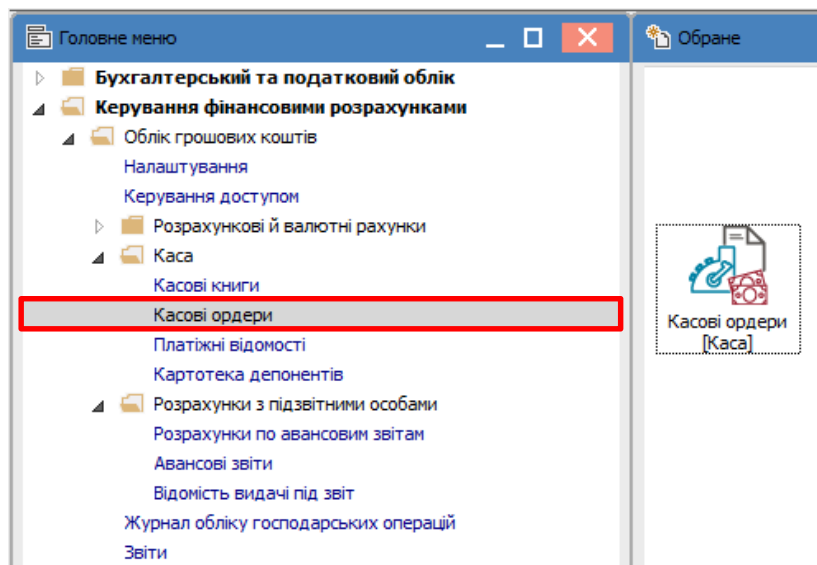 Головне меню
Бухгалтерський та податковий облік
Керування фінансовими розрахунками
Облік грошових коштів
Налаштування
Керування доступом
Розрахункові й валютні рахунки
Каса
Касові книги
Касові ордери
Платіжні відомості
Картотека депонентів
Розрахунки з підзвітними особами
Розрахунки по авансовим звітам
Авансові звіти
Відомість видачі під звіт
Журнал обліку господарських операцій
Звіти
Обране
Касові ордери
[Каса]